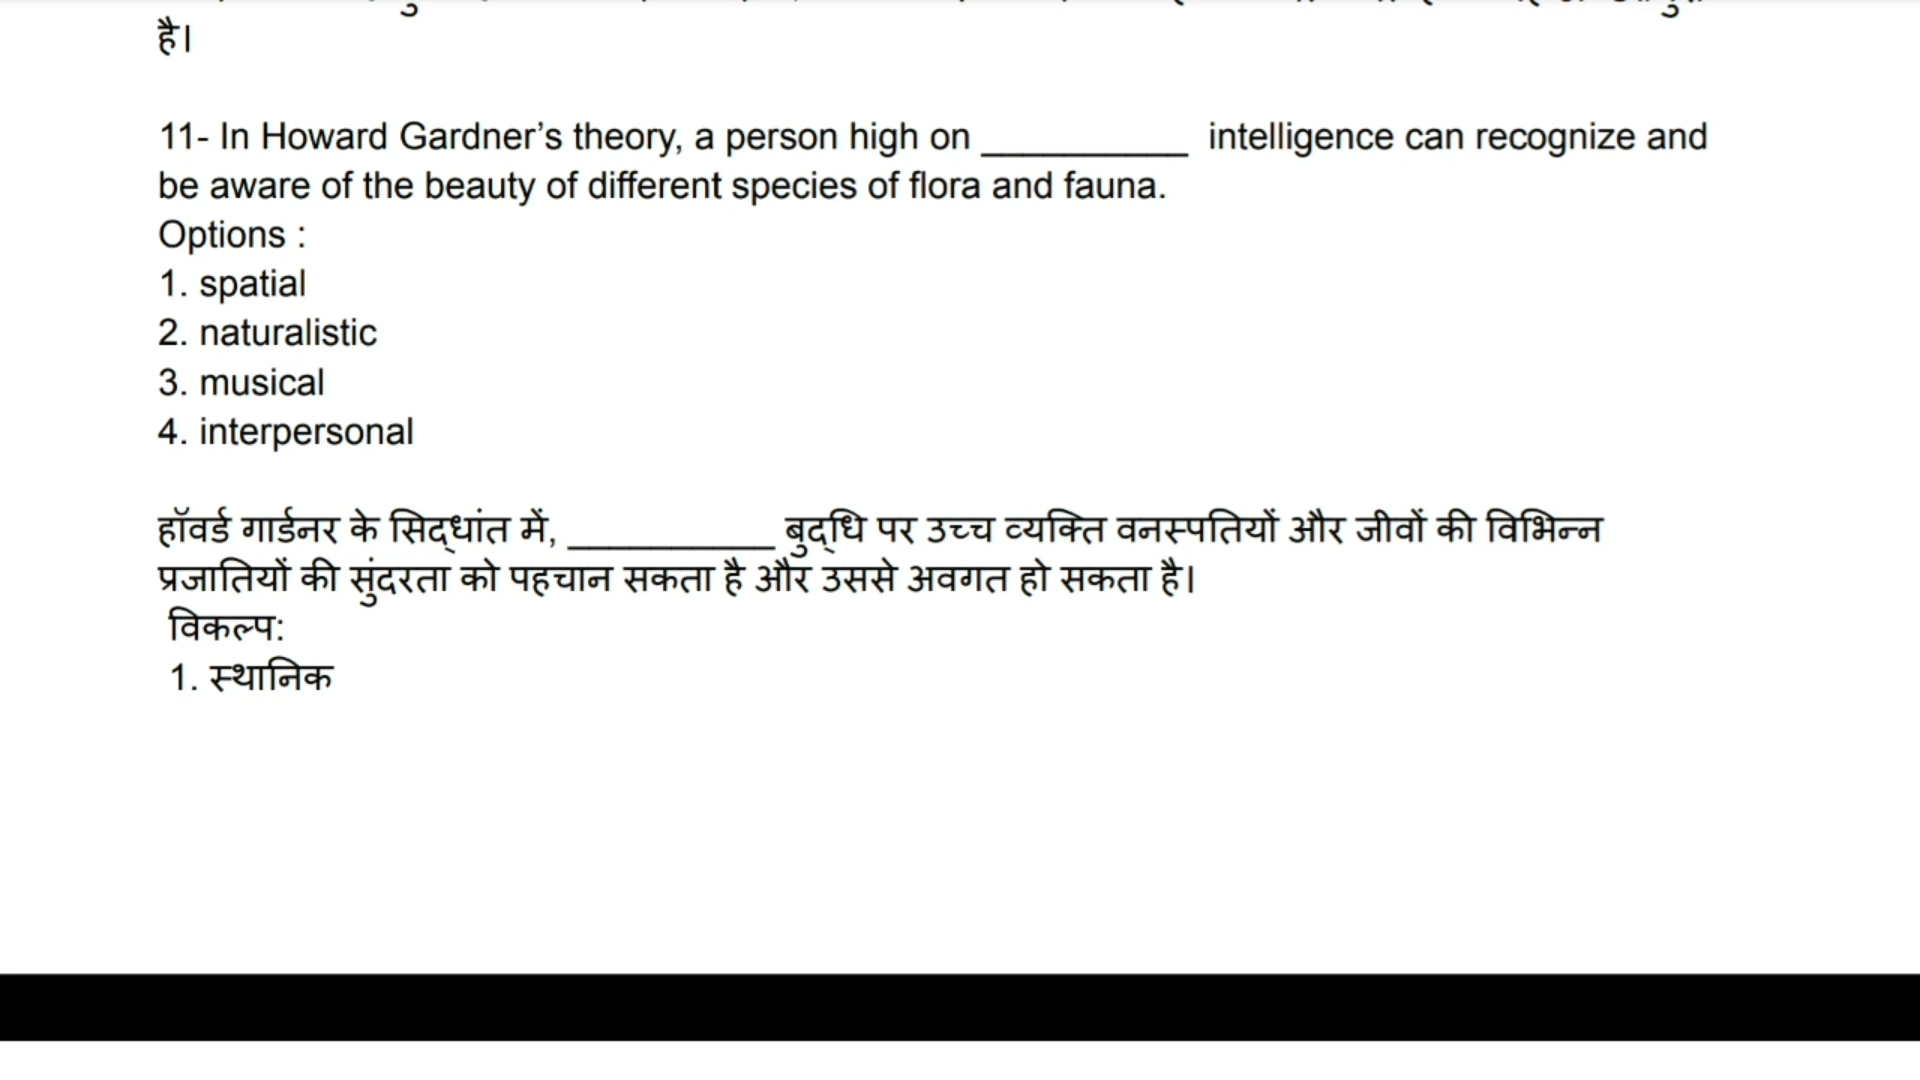 है।
11- In Howard Gardner’s theory, a person high on __________ intelligence can recognize and
be aware of the beauty of different species of flora and fauna.
Options :
1. spatial
2. naturalistic
3. musical
4. interpersonal
हॉवर्ड गार्डनर के सिद्धांत में, __________ बुद्धि पर उच्च व्यक्ति वनस्पतियों और जीवों की विभिन्न
प्रजातियों की सुंदरता को पहचान सकता है और उससे अवगत हो सकता है।
विकल्प:
1. स्थानिक